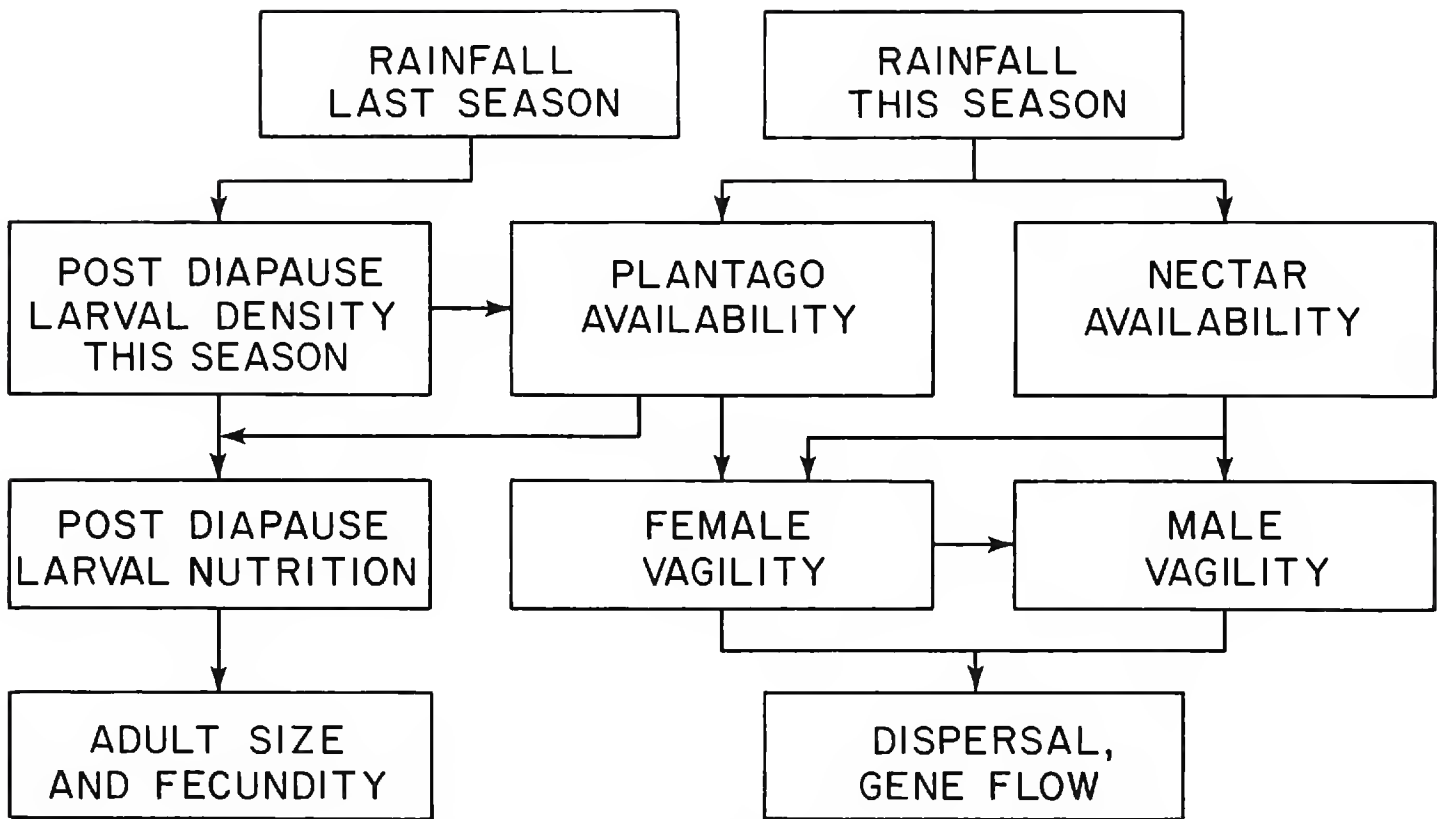 RAINFALL
LAST SEASON
RAINFALL
THIS SEASON
POST DIAPAUSE
LARVAL DENSITY
THIS SEASON
PLANTAGO
AVAILABILITY
NECTAR
AVAILABILITY
POST DIAPAUSE
LARVAL NUTRITION
FEMALE
VAGILITY
MALE
VAGILITY
ADULT SIZE
AND FECUNDITY
DISPERSAL,
GENE FLOW